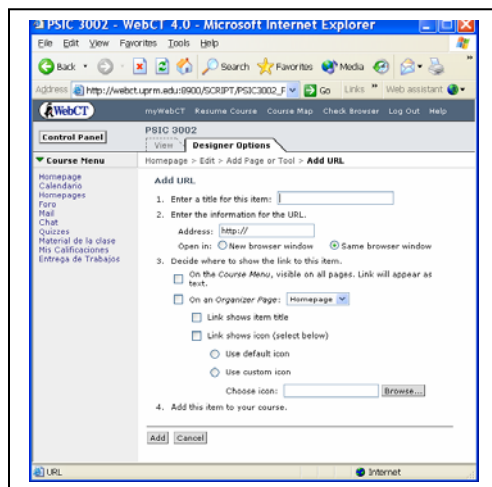 PSIC 3002 - WebCT 4.0 - Microsoft Internet Explorer
File Edit View Favorites Tools Help
Back Search Favorites Media
Address http://webct.uprm.edu:8900/SCRIPT/PSIC3002_F Go Links » Web assistant
WebCT myWebCT Resume Course Course Map Check Browser Log Out Help
Control Panel
PSIC 3002
View Designer Options
Course Menu
Homepage > Edit > Add Page or Tool > Add URL
Homepage
Calendario
Homepages
Foro
Mail
Chat
Quizzes
Material de la clase
Mis Calificaciones
Entrega de Trabajos
Add URL
1. Enter a title for this item:
2. Enter the information for the URL.
Address: http://
Open in: New browser window Same browser window
3. Decide where to show the link to this item.
On the Course Menu, visible on all pages. Link will appear as
text.
On an Organizer Page: Homepage
Link shows item title
Link shows icon (select below)
Use default icon
Use custom icon
Choose icon: Browse...
4. Add this item to your course.
Add Cancel
URL Internet